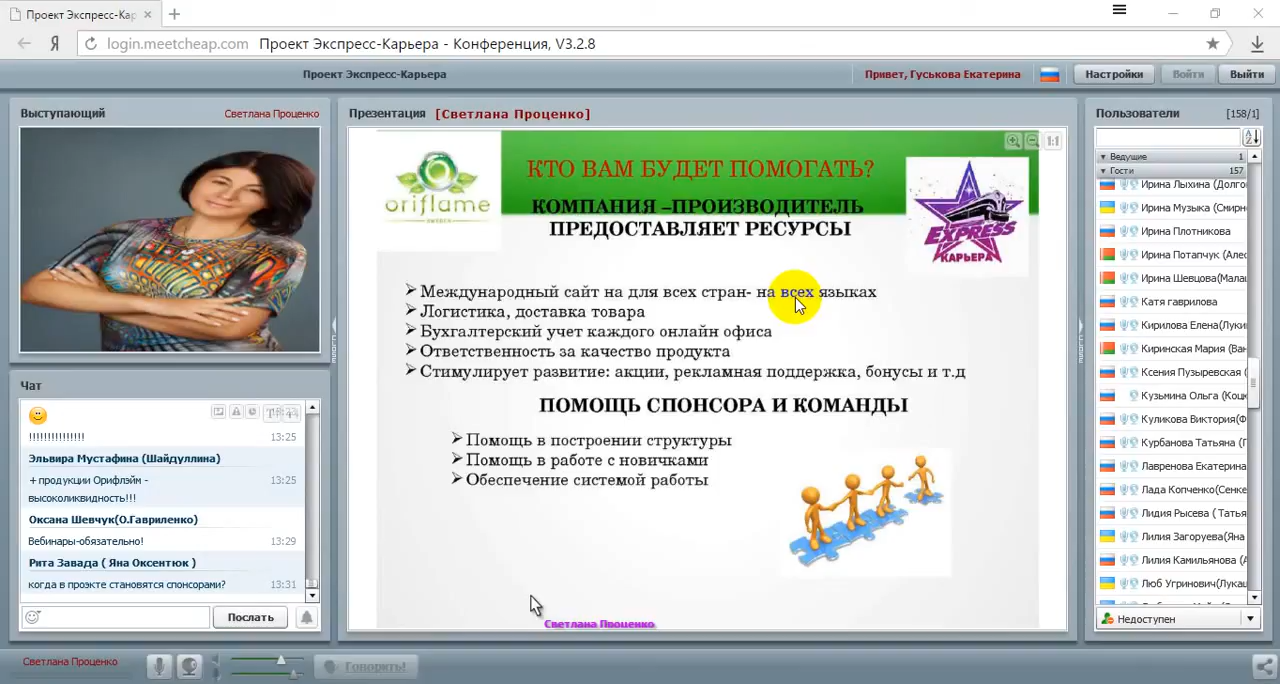 Проект Экспресс-Кар
login.meetcheap.com Проект Экспресс-Карьера - Конференция, V3.2.8
Проект Экспресс-Карьера
Привет, Гуськова Екатерина
Настройки
Войти
Выйти
Выступающий
Светлана Проценко
Презентация [Светлана Проценко]
Пользователи [158/1]
oriflame
SWEDEN
КТО ВАМ БУДЕТ ПОМОГАТЬ?
КОМПАНИЯ –ПРОИЗВОДИТЕЛЬ
ПРЕДОСТАВЛЯЕТ РЕСУРСЫ
EXPRESS
КАРЬЕРА
1:1
Международный сайт на для всех стран- на всех языках
Логистика, доставка товара
Бухгалтерский учет каждого онлайн офиса
Ответственность за качество продукта
Стимулирует развитие: акции, рекламная поддержка, бонусы и т.д
ПОМОЩЬ СПОНСОРА И КОМАНДЫ
Помощь в построении структуры
Помощь в работе с новичками
Обеспечение системой работы
Светлана Проценко
Чат
!!!!!!!!!!!!!!! 13:25
Эльвира Мустафина (Шайдуллина)
+ продукции Орифлэйм - 13:25
высоколиквидность!!!
Оксана Шевчук(О.Гавриленко)
Вебинары-обязательно! 13:29
Рита Завада ( Яна Оксентюк )
когда в проэкте становятся спонсорами? 13:31
Послать
Ведущие 1
Гости 157
Ирина Лыхина (Долго
Ирина Музыка (Смирн
Ирина Плотникова
Ирина Потапчук (Алес
Ирина Шевцова(Малаш
Катя гаврилова
Кирилова Елена(Луки
Киринская Мария (Ван
Ксения Пузыревская (
Кузьмина Ольга (Коцю
Куликова Виктория(Ф
Курбанова Татьяна (Г
Лавренова Екатерина
Лада Копченко(Сенке
Лидия Рысева ( Татья
Лилия Загоруева(Яна
Лилия Камильянова (А
Люб Угринович(Лукац
Недоступен
Светлана Проценко
Говорить!